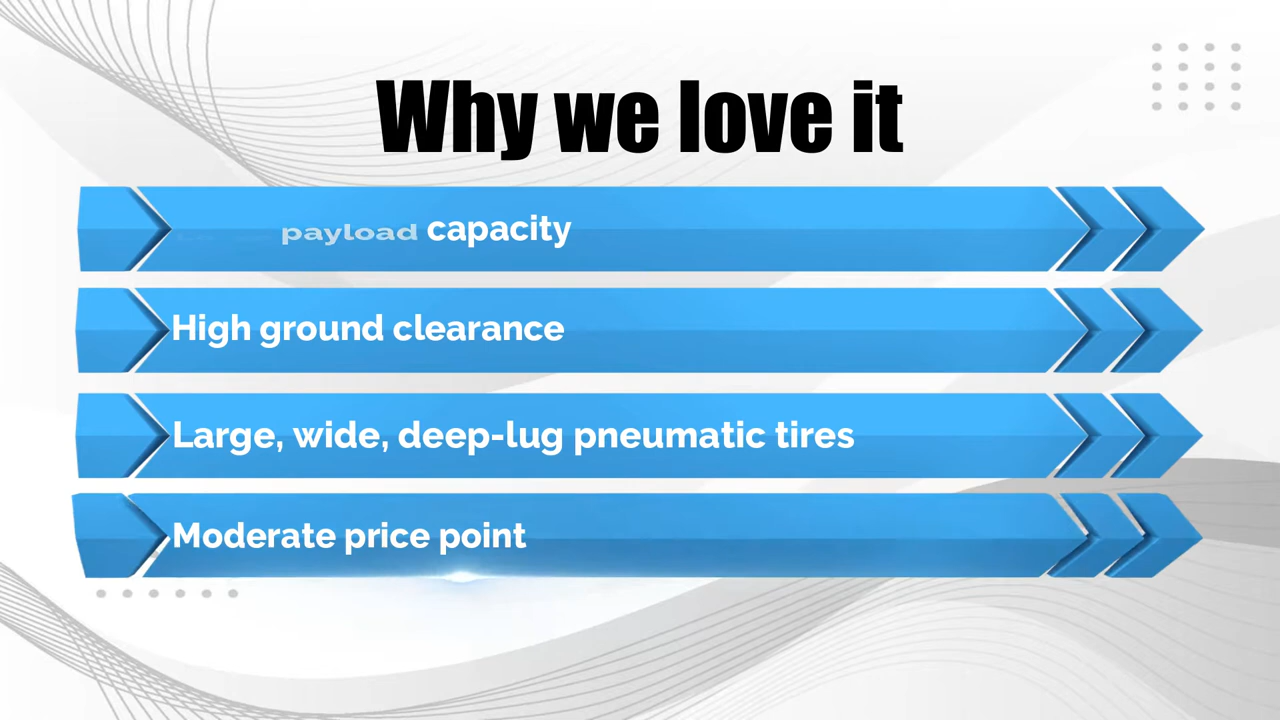 Why we love it
payload capacity
High ground clearance
Large, wide, deep-lug pneumatic tires
Moderate price point